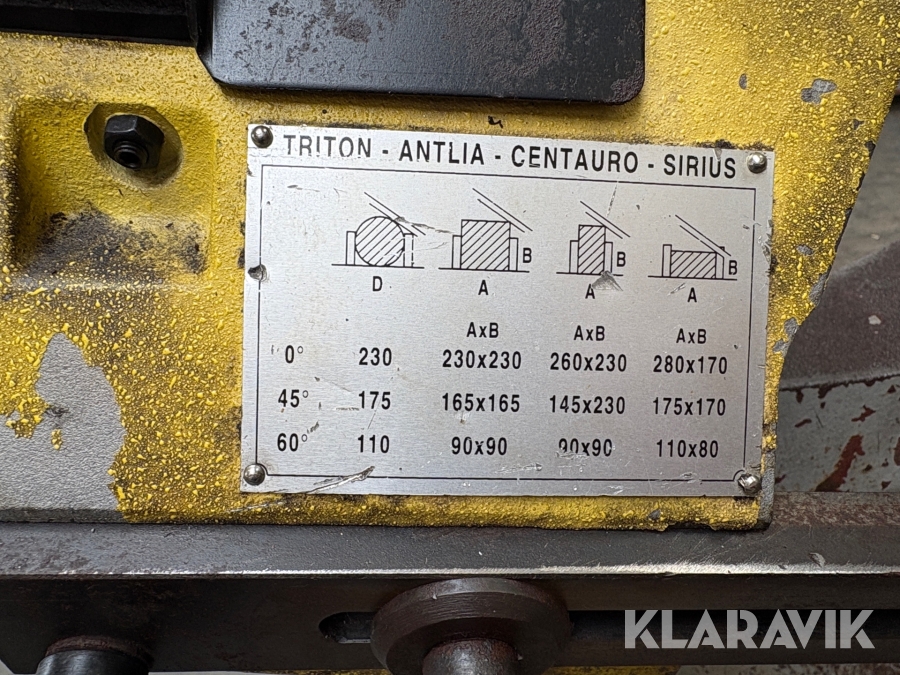 TRITON - ANTLIA - CENTAURO - SIRIUS
B B B
D A A A
AxB AxB AxB
0° 230 230x230 260x230 280x170
45° 175 165x165 145x230 175x170
60° 110 90x90 90x90 110x80
KLARAVIK